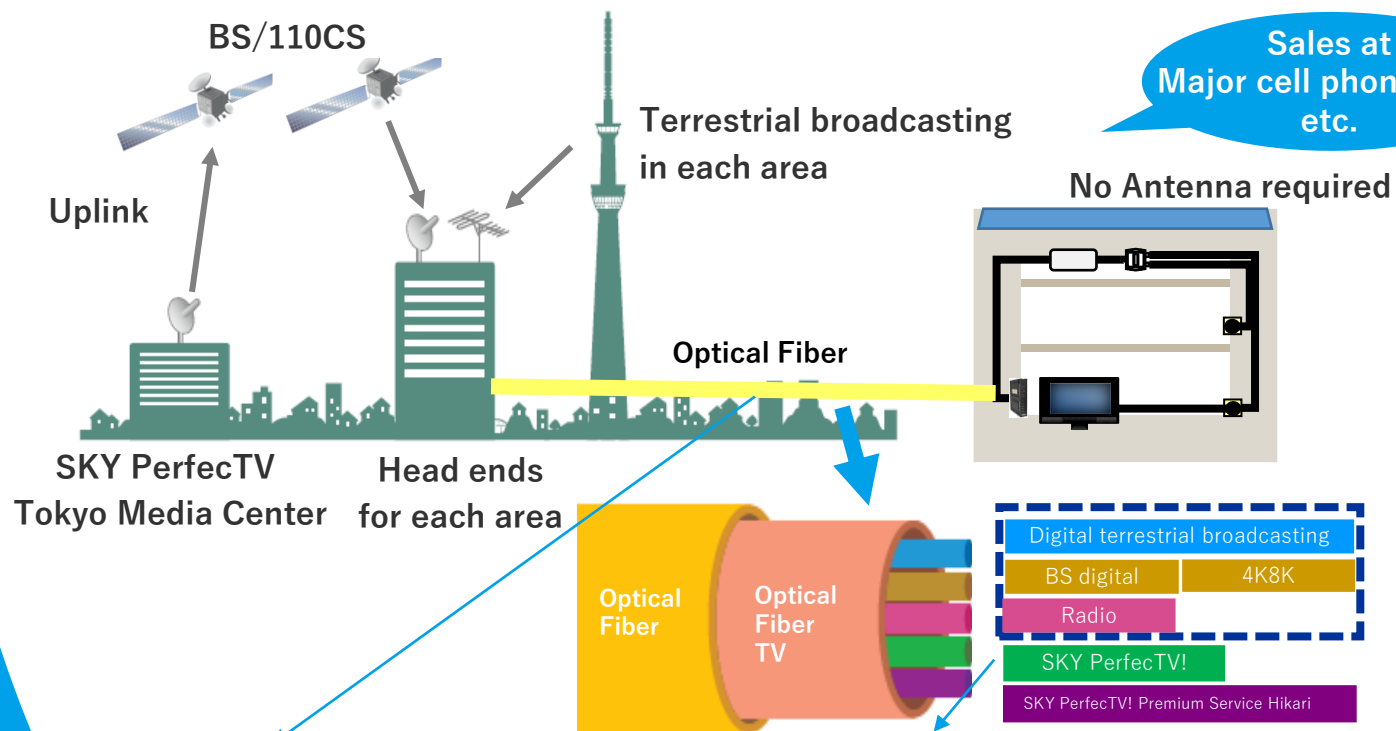 BS/110CS
Sales at
Major cell phon
etc.
Terrestrial broadcasting
in each area
No Antenna required
Uplink
Optical Fiber
SKY PerfecTV
Tokyo Media Center
Head ends
for each area
Optical
Fiber
Optical
Fiber
TV
Digital terrestrial broadcasting
BS digital
4K8K
Radio
SKY PerfecTV!
SKY PerfecTV! Premium Service Hikari